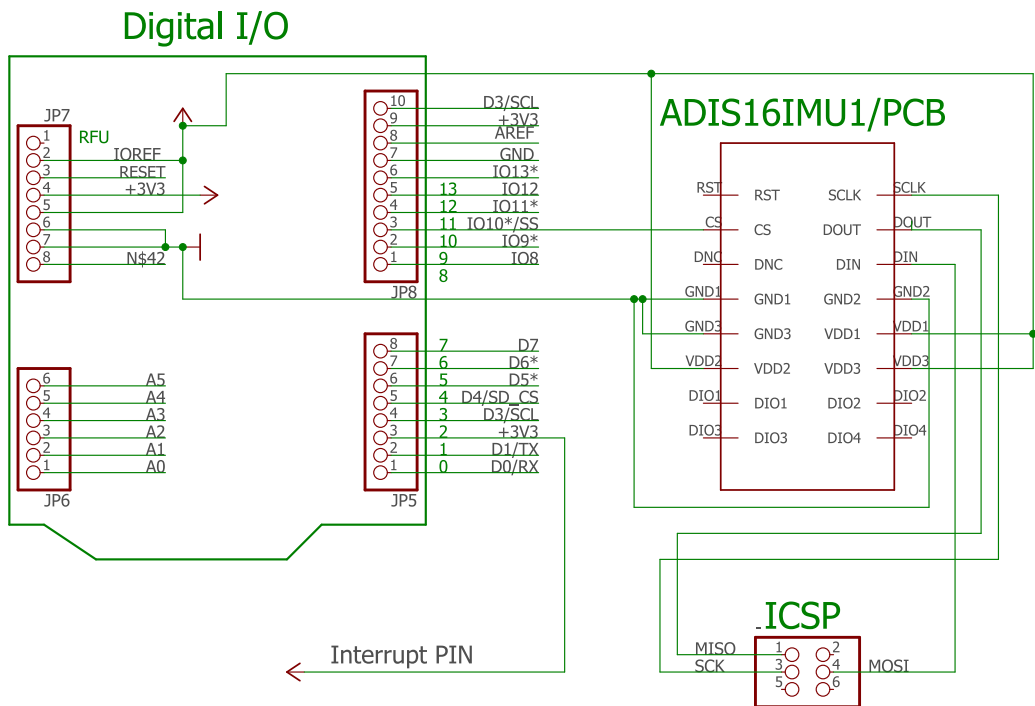 Digital I/O
JP7
1
RFU
2
IOREF
3
RESET
4
+3V3
5
6
7
8
N$42
10
D3/SCL
9
+3V3
8
AREF
7
GND
6
IO13*
5
13
IO12
4
12
IO11*
3
11
IO10*/SS
2
10
IO9*
1
9
IO8
8
JP8
8
7
D7
7
6
D6*
6
5
D5*
5
4
D4/SD_CS
4
3
D3/SCL
3
2
+3V3
2
1
D1/TX
1
0
D0/RX
JP5
6
A5
5
A4
4
A3
3
A2
2
A1
1
A0
JP6
ADIS16IMU1/PCB
RST
RST
SCLK
SCLK
CS
CS
DOUT
DOUT
DNC
DNC
DIN
DIN
GND1
GND1
GND2
GND2
GND3
GND3
VDD1
VDD1
VDD2
VDD2
VDD3
VDD3
DIO1
DIO1
DIO2
DIO2
DIO3
DIO3
DIO4
DIO4
Interrupt PIN
ICSP
MISO
1
2
SCK
3
4
MOSI
5
6